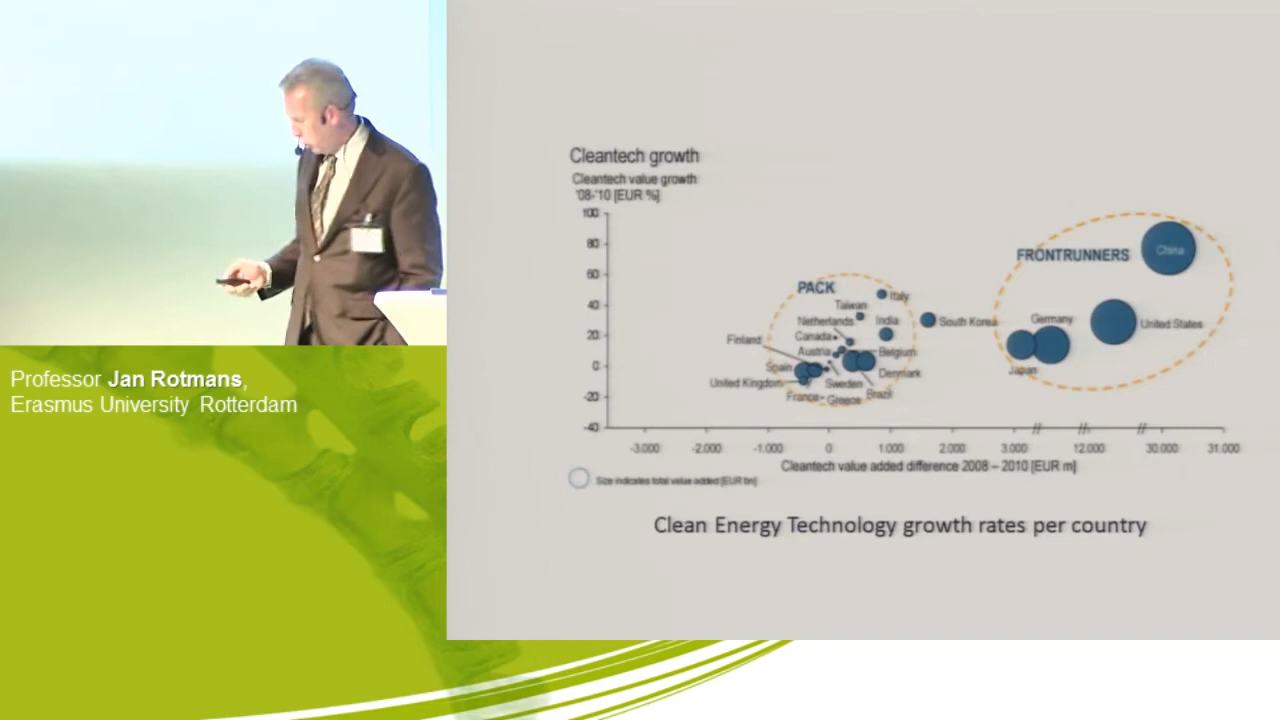 Professor Jan Rotmans,
Erasmus University Rotterdam
Cleantech growth
Cleantech value growth
'08-'10 [EUR %]
100
80
60
40
20
0
-20
-40
PACK
FRONTRUNNERS
China
Italy
Taiwan
Netherlands
India
South Korea
Germany
United States
Canada
Finland
Austria
Belgium
Spain
Japan
Denmark
United Kingdom
Sweden
Brazil
France
Greece
-3.000
-2.000
-1.000
0
1.000
2.000
3.000
12.000
30.000
31.000
Cleantech value added difference 2008 – 2010 [EUR m]
Size indicates total value added [EUR bn]
Clean Energy Technology growth rates per country